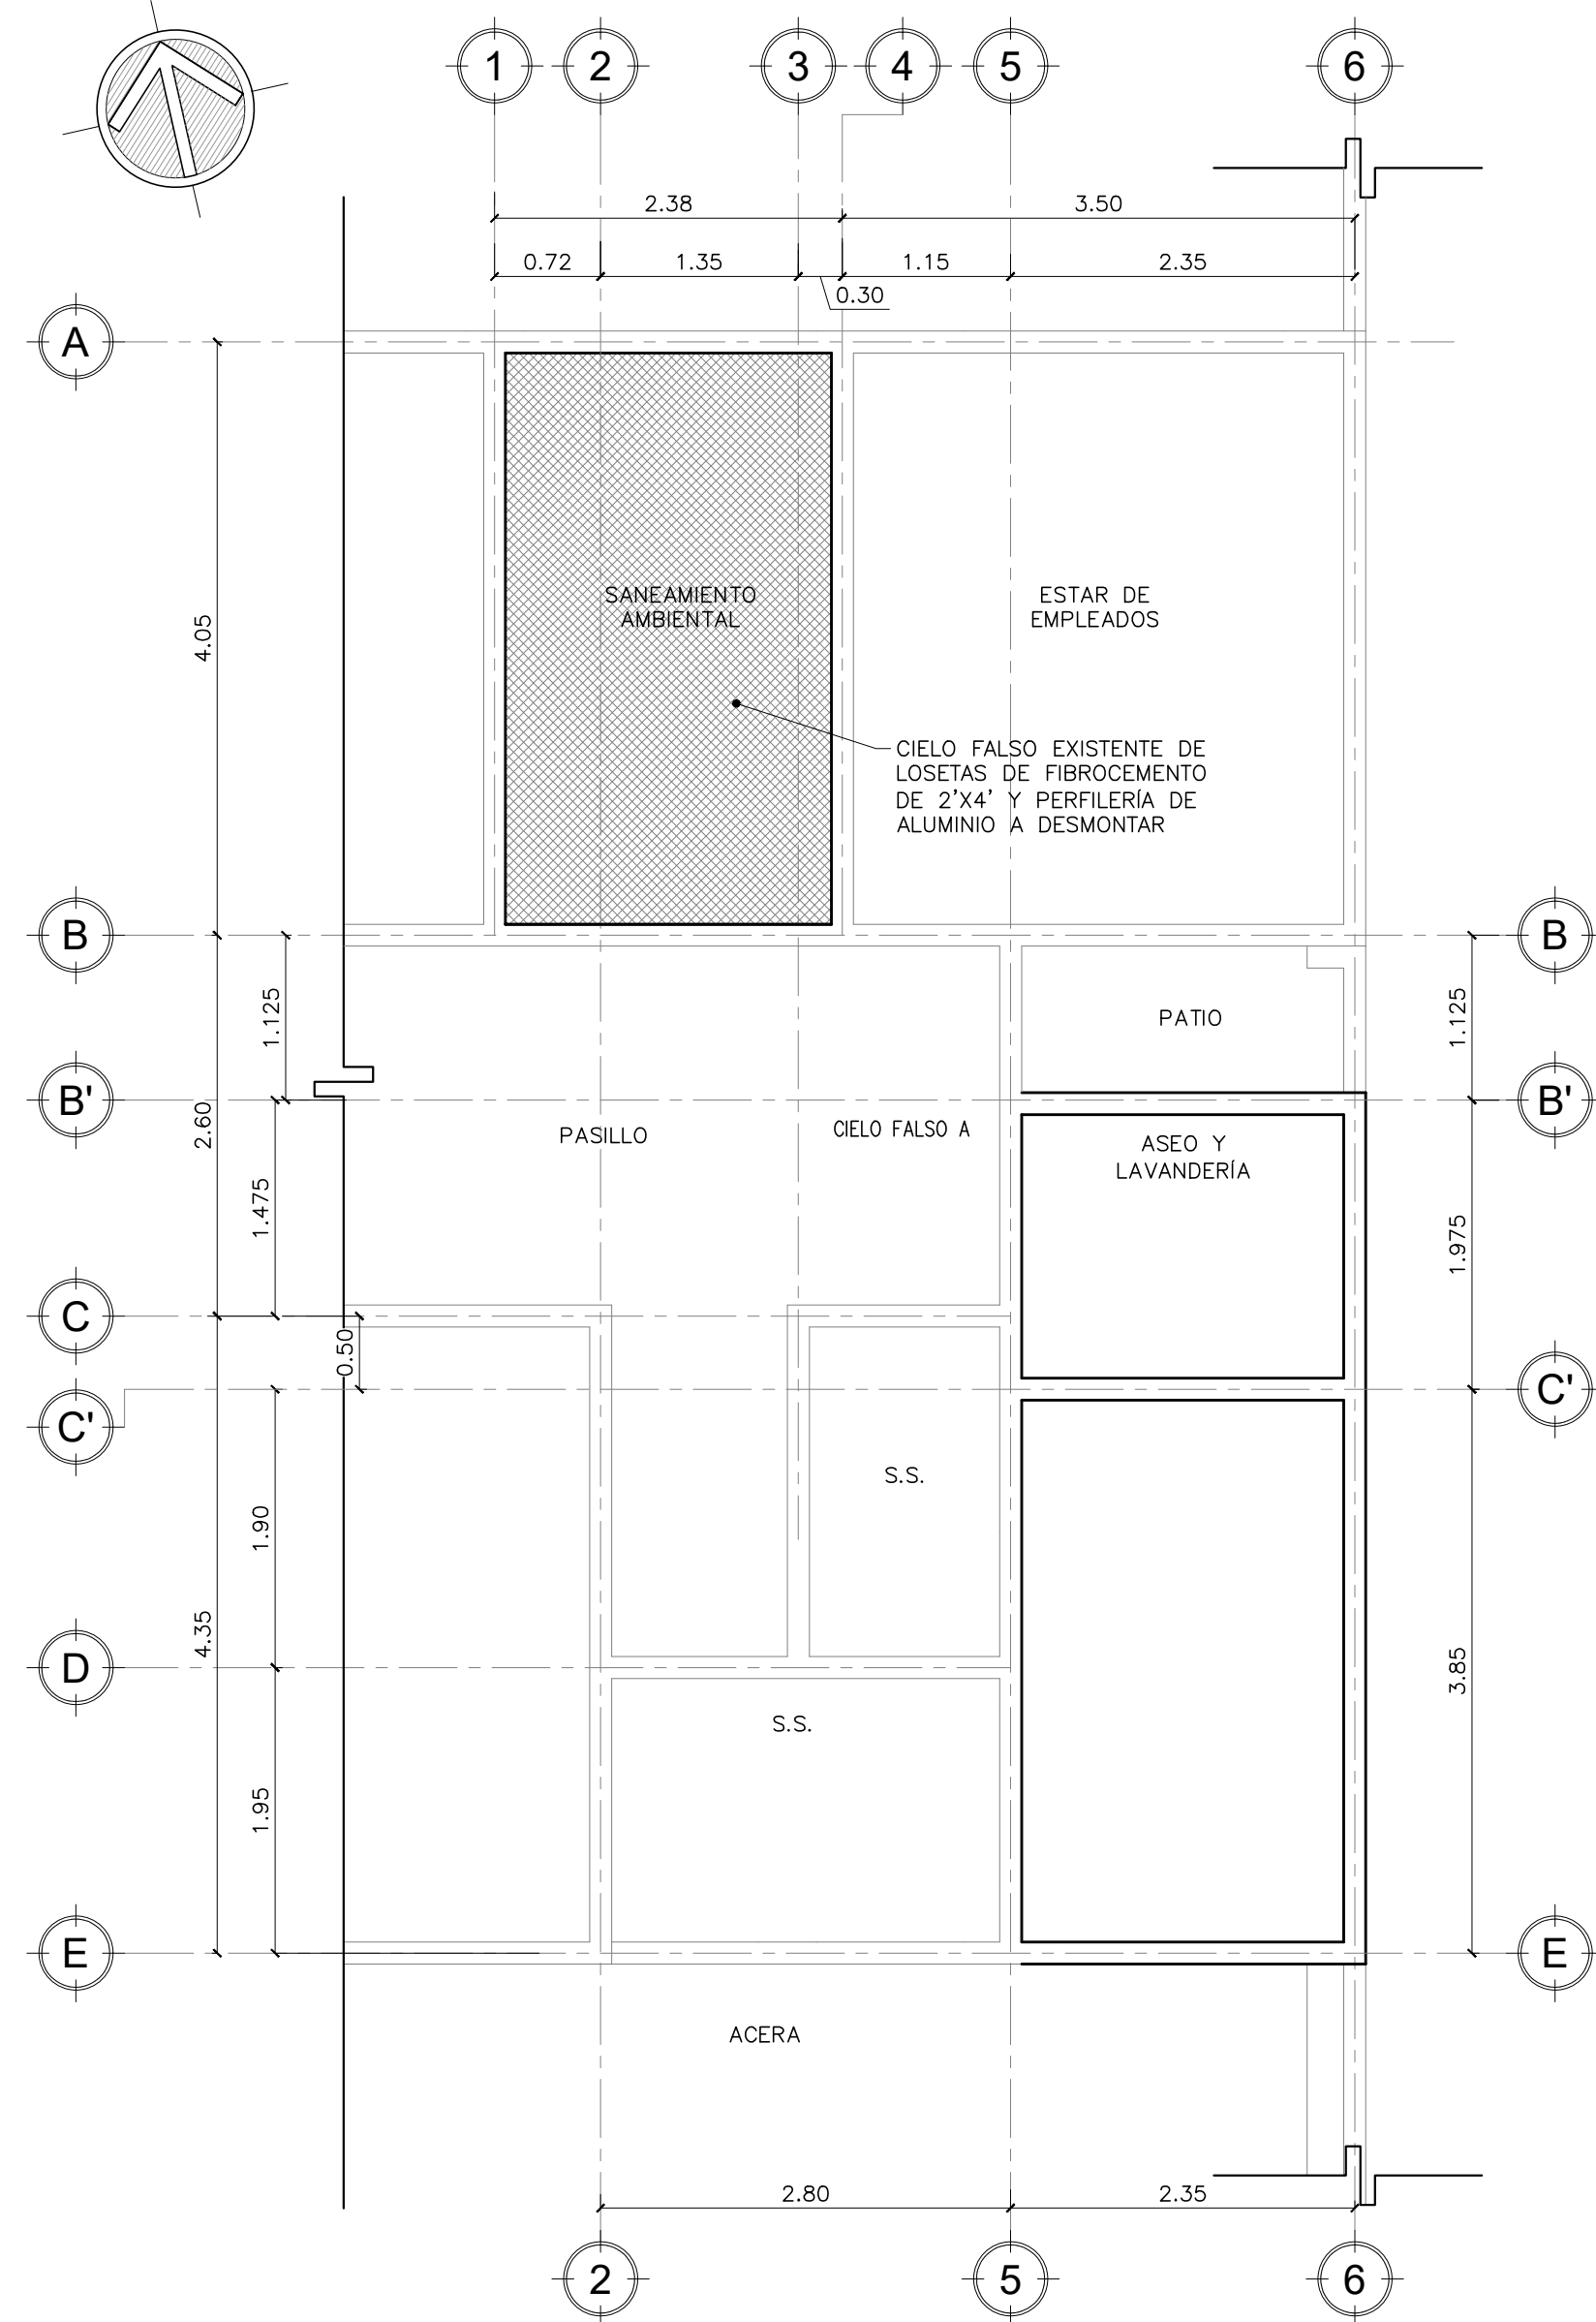 1
2
3
4
5
6
2.38
3.50
0.72
1.35
1.15
2.35
0.30
A
4.05
SANEAMIENTO
AMBIENTAL
ESTAR DE
EMPLEADOS
CIELO FALSO EXISTENTE DE
LOSETAS DE FIBROCEMENTO
DE 2'X4' Y PERFILERÍA DE
ALUMINIO A DESMONTAR
B
B
1.125
PATIO
1.125
B'
B'
2.60
PASILLO
CIELO FALSO A
ASEO Y
LAVANDERÍA
1.475
1.975
C
0.50
C'
C'
S.S.
1.90
4.35
D
3.85
S.S.
1.95
E
E
ACERA
2.80
2.35
2
5
6